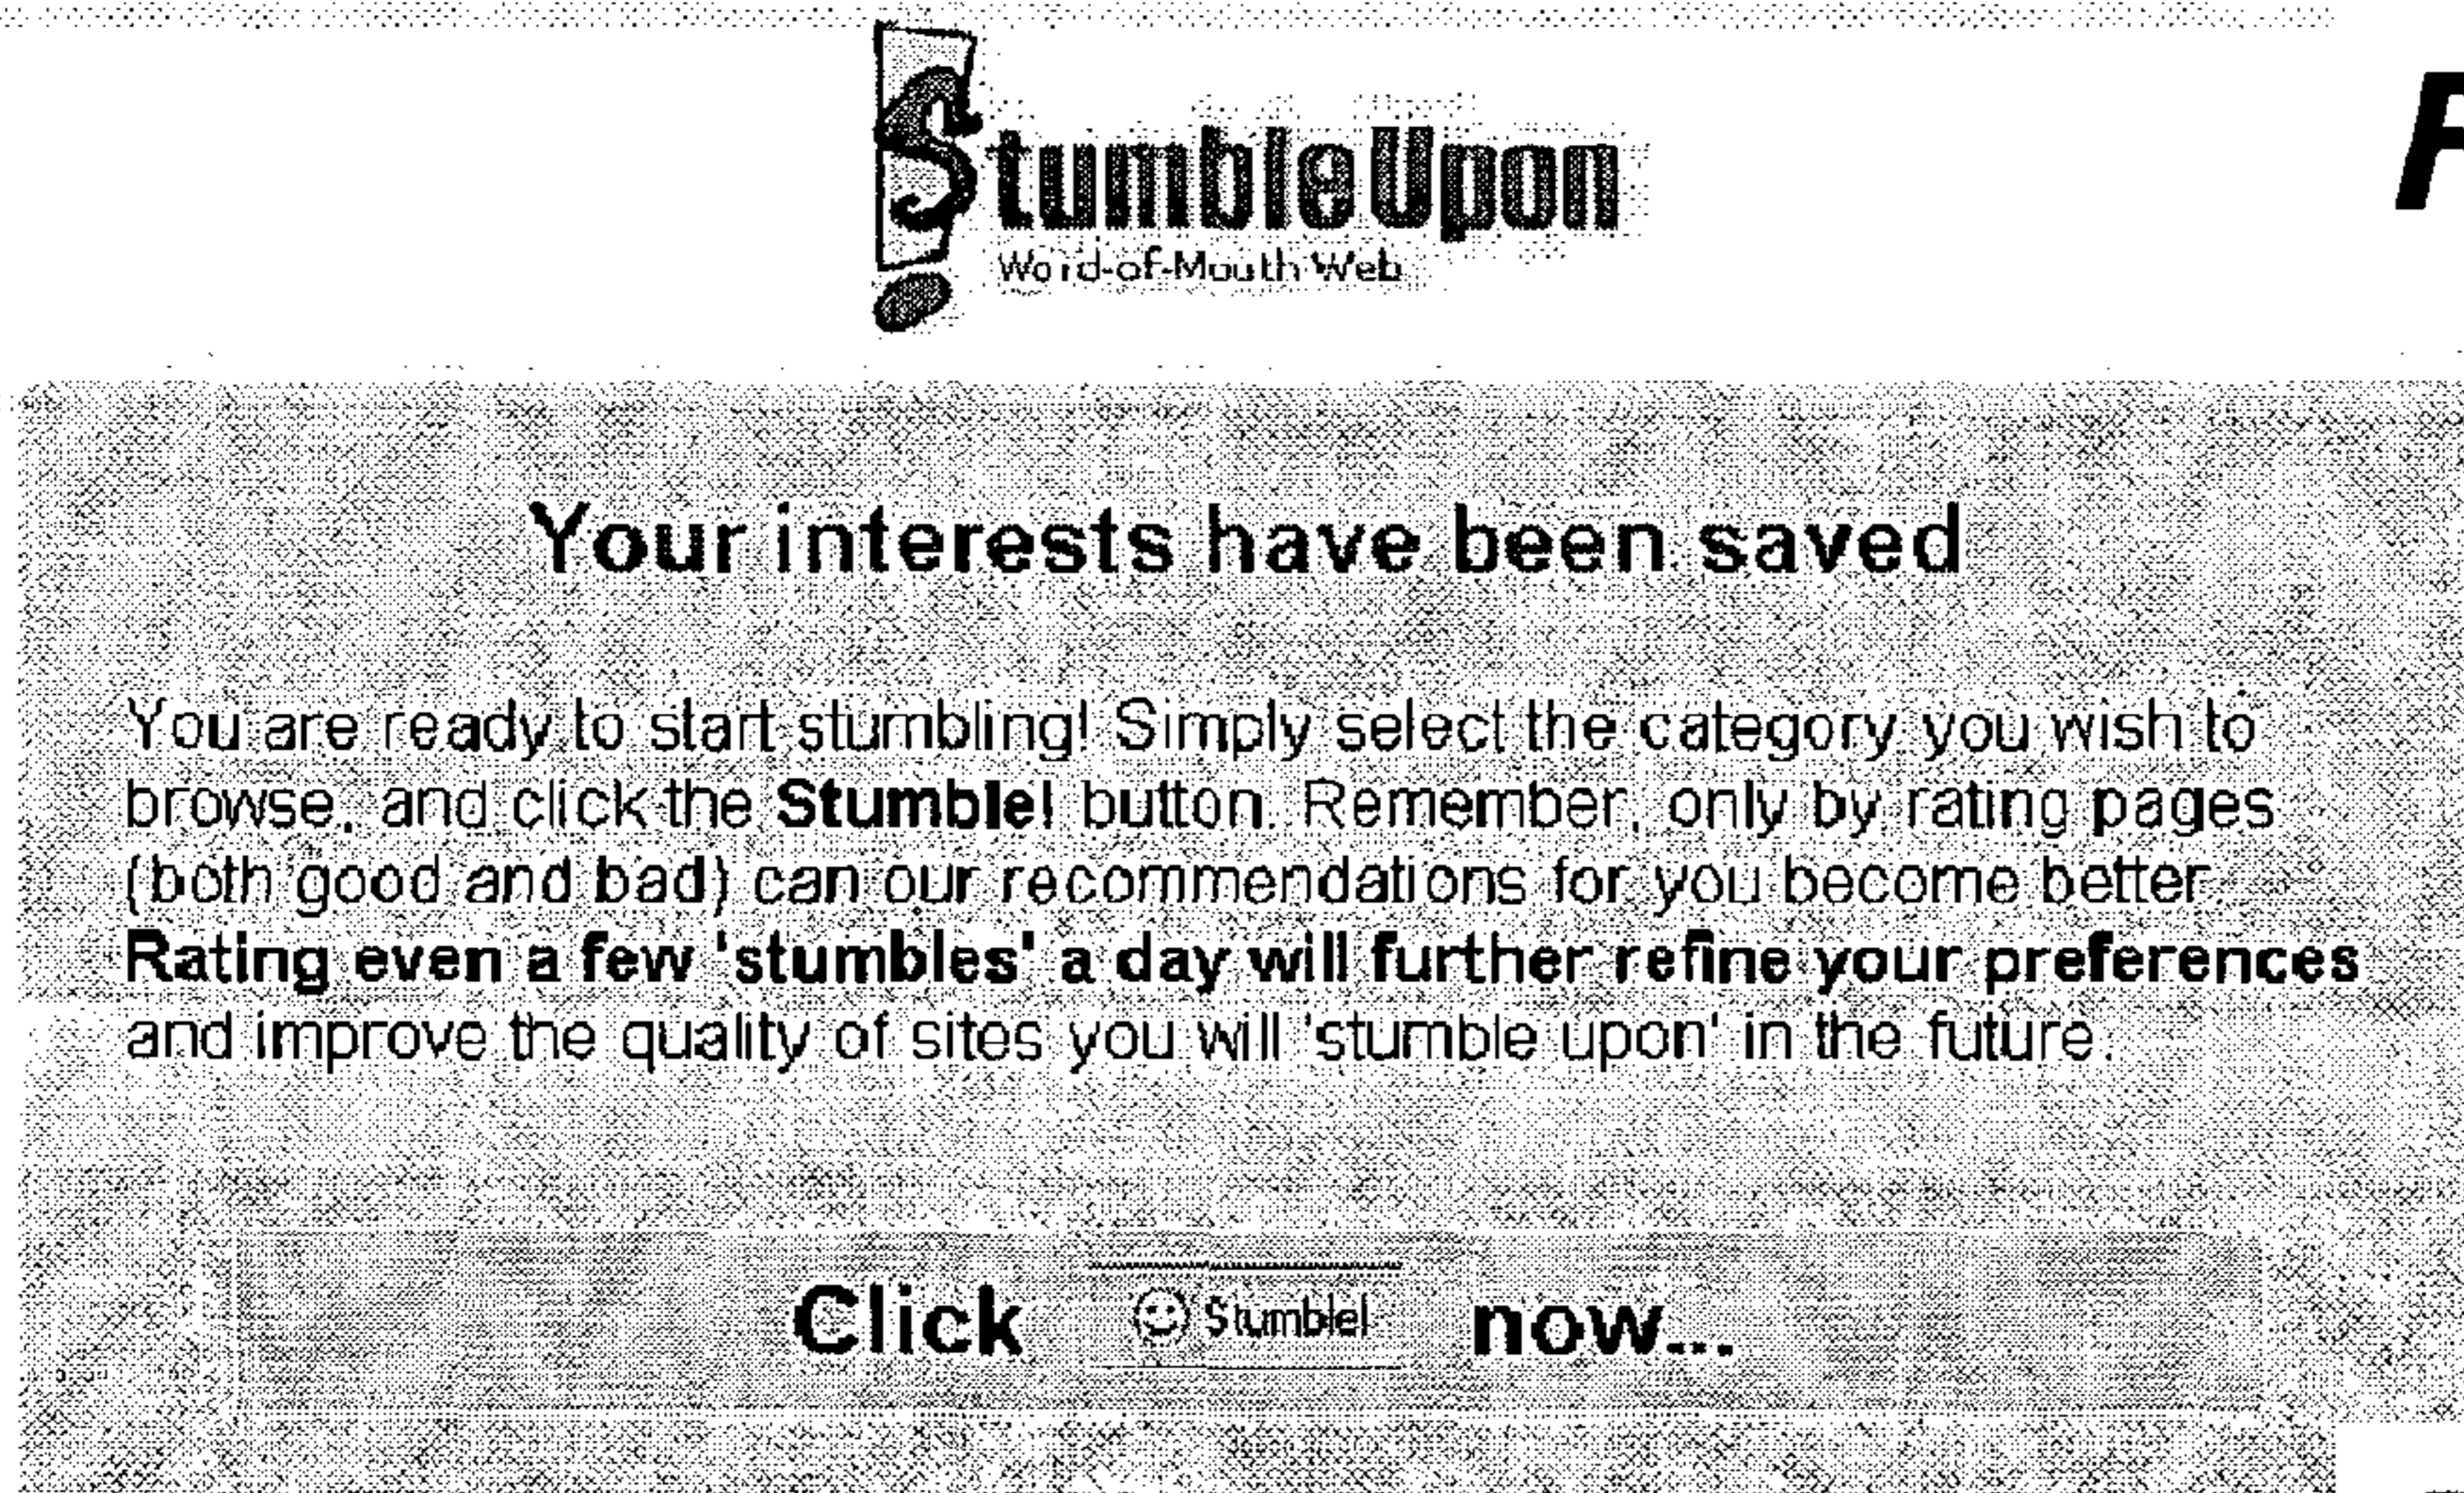 StumbleUpon
Word-of-Mouth Web
Your interests have been saved
You are ready to start stumbling! Simply select the category you wish to
browse, and click the Stumble! button. Remember, only by rating pages
(both good and bad) can our recommendations for you become better.
Rating even a few 'stumbles' a day will further refine your preferences
and improve the quality of sites you will 'stumble upon' in the future.
Click Stumble! now...